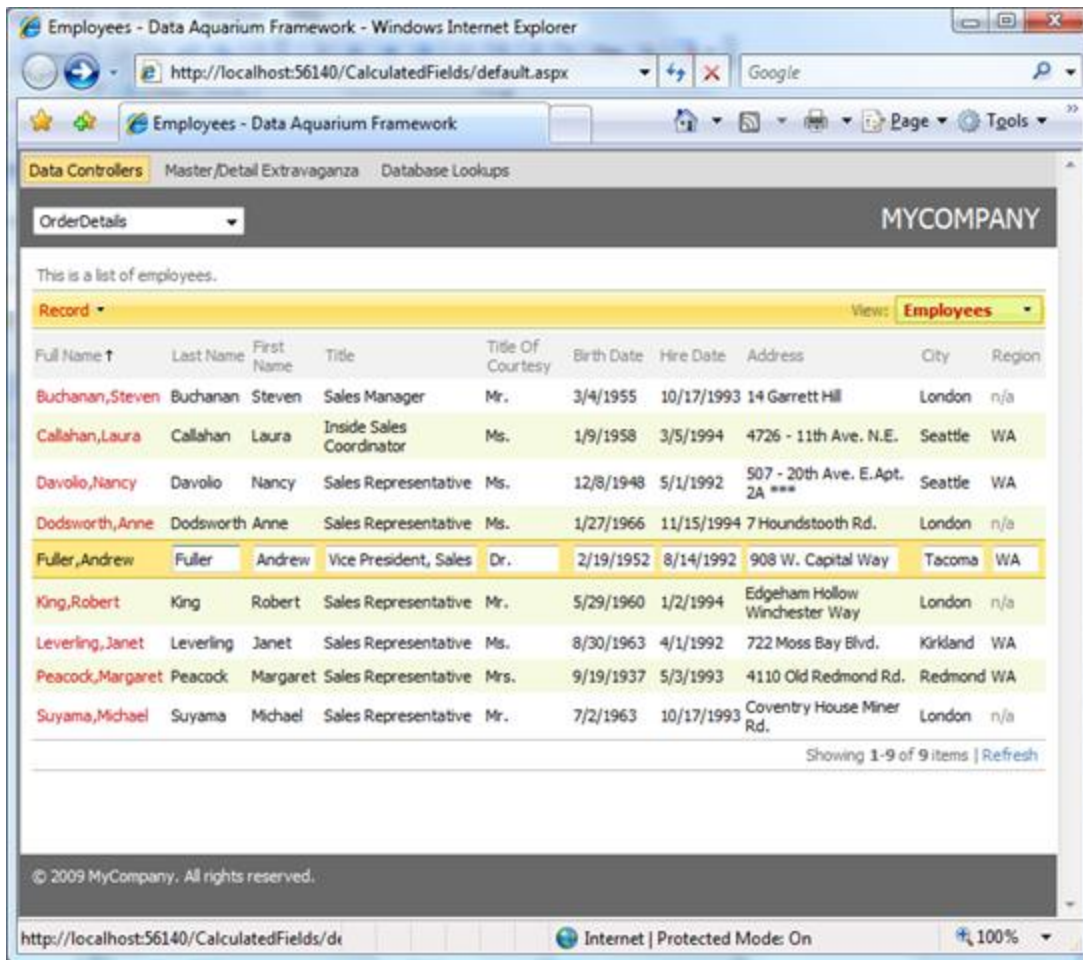 Employees - Data Aquarium Framework - Windows Internet Explorer
http://localhost:56140/CalculatedFields/default.aspx Google
Employees - Data Aquarium Framework Page Tools
Data Controllers Master/Detail Extravaganza Database Lookups
OrderDetails MYCOMPANY
This is a list of employees.
Record View: Employees
Full Name ↑ Last Name First Name Title Title Of Courtesy Birth Date Hire Date Address City Region
Buchanan,Steven Buchanan Steven Sales Manager Mr. 3/4/1955 10/17/1993 14 Garrett Hill London n/a
Callahan,Laura Callahan Laura Inside Sales Coordinator Ms. 1/9/1958 3/5/1994 4726 - 11th Ave. N.E. Seattle WA
Davolio,Nancy Davolio Nancy Sales Representative Ms. 12/8/1948 5/1/1992 507 - 20th Ave. E.Apt. 2A *** Seattle WA
Dodsworth,Anne Dodsworth Anne Sales Representative Ms. 1/27/1966 11/15/1994 7 Houndstooth Rd. London n/a
Fuller,Andrew Fuller Andrew Vice President, Sales Dr. 2/19/1952 8/14/1992 908 W. Capital Way Tacoma WA
King,Robert King Robert Sales Representative Mr. 5/29/1960 1/2/1994 Edgeham Hollow Winchester Way London n/a
Leverling,Janet Leverling Janet Sales Representative Ms. 8/30/1963 4/1/1992 722 Moss Bay Blvd. Kirkland WA
Peacock,Margaret Peacock Margaret Sales Representative Mrs. 9/19/1937 5/3/1993 4110 Old Redmond Rd. Redmond WA
Suyama,Michael Suyama Michael Sales Representative Mr. 7/2/1963 10/17/1993 Coventry House Miner Rd. London n/a
Showing 1-9 of 9 items | Refresh
© 2009 MyCompany. All rights reserved.
http://localhost:56140/CalculatedFields/de Internet | Protected Mode: On 100%